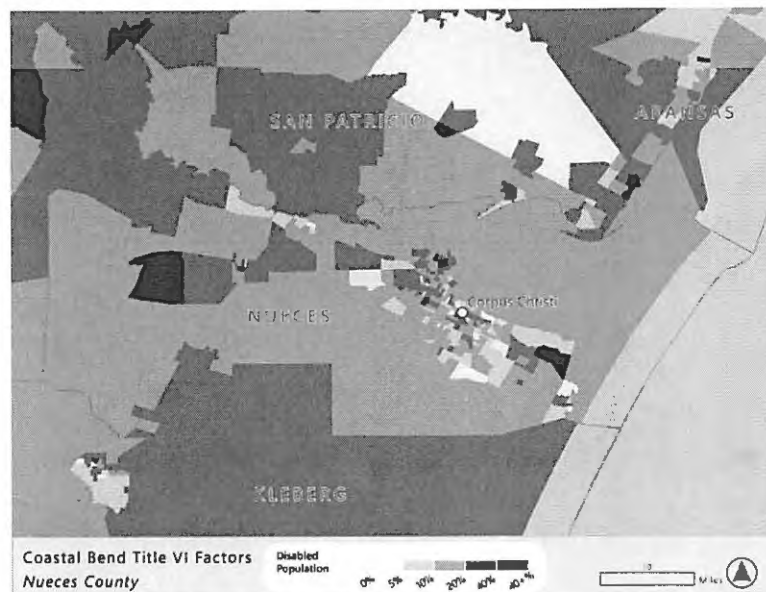 SAN PATRICIO
ARANSAS
Corpus Christi
NUECES
KLEBERG
Coastal Bend Title VI Factors
Nueces County
Disabled
Population
0% 5% 10% 20% 40% 40+%
10
Miles